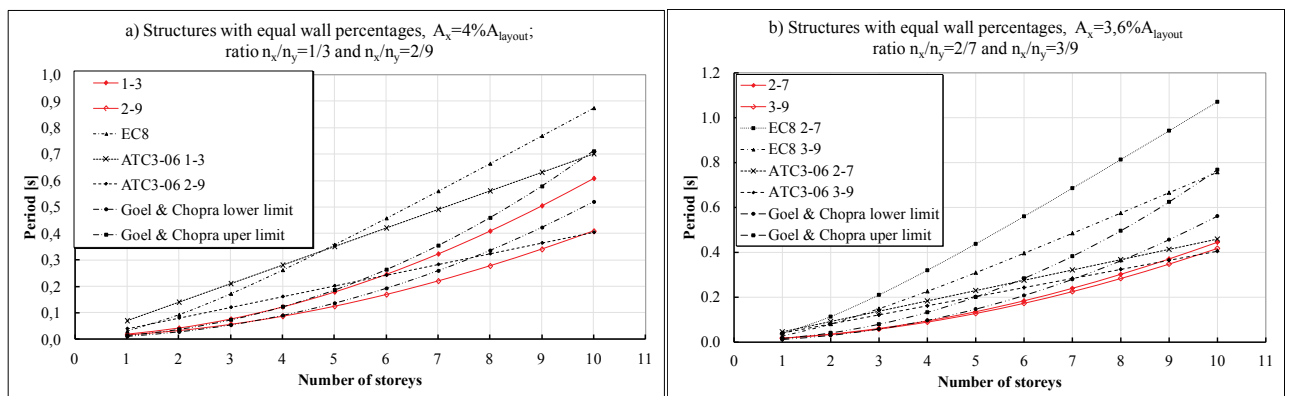 a) Structures with equal wall percentages, Aₓ=4%Aₗₐyₒᵤₜ;
ratio nₓ/nᵧ=1/3 and nₓ/nᵧ=2/9
1,0
0,9
0,8
0,7
0,6
0,5
0,4
0,3
0,2
0,1
0,0
Period [s]
1-3
2-9
EC8
ATC3-06 1-3
ATC3-06 2-9
Goel & Chopra lower limit
Goel & Chopra uper limit
0 1 2 3 4 5 6 7 8 9 10 11
Number of storeys
b) Structures with equal wall percentages, Aₓ=3,6%Aₗₐyₒᵤₜ
ratio nₓ/nᵧ=2/7 and nₓ/nᵧ=3/9
1.2
1.0
0.8
0.6
0.4
0.2
0.0
Period [s]
2-7
3-9
EC8 2-7
EC8 3-9
ATC3-06 2-7
ATC3-06 3-9
Goel & Chopra lower limit
Goel & Chopra uper limit
0 1 2 3 4 5 6 7 8 9 10 11
Number of storeys